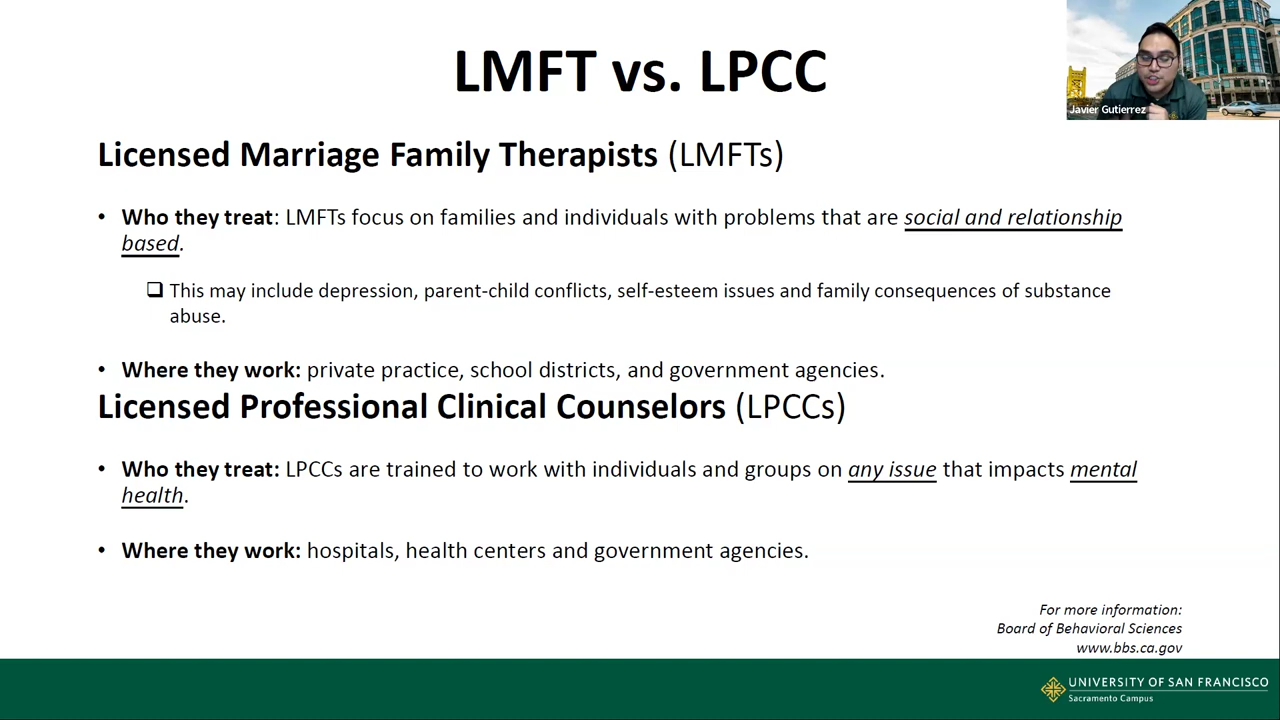 LMFT vs. LPCC
Javier Gutierrez
Licensed Marriage Family Therapists (LMFTs)
• Who they treat: LMFTs focus on families and individuals with problems that are social and relationship
based.
❑ This may include depression, parent-child conflicts, self-esteem issues and family consequences of substance
abuse.
• Where they work: private practice, school districts, and government agencies.
Licensed Professional Clinical Counselors (LPCCs)
• Who they treat: LPCCs are trained to work with individuals and groups on any issue that impacts mental
health.
• Where they work: hospitals, health centers and government agencies.
For more information:
Board of Behavioral Sciences
www.bbs.ca.gov
UNIVERSITY OF SAN FRANCISCO
Sacramento Campus